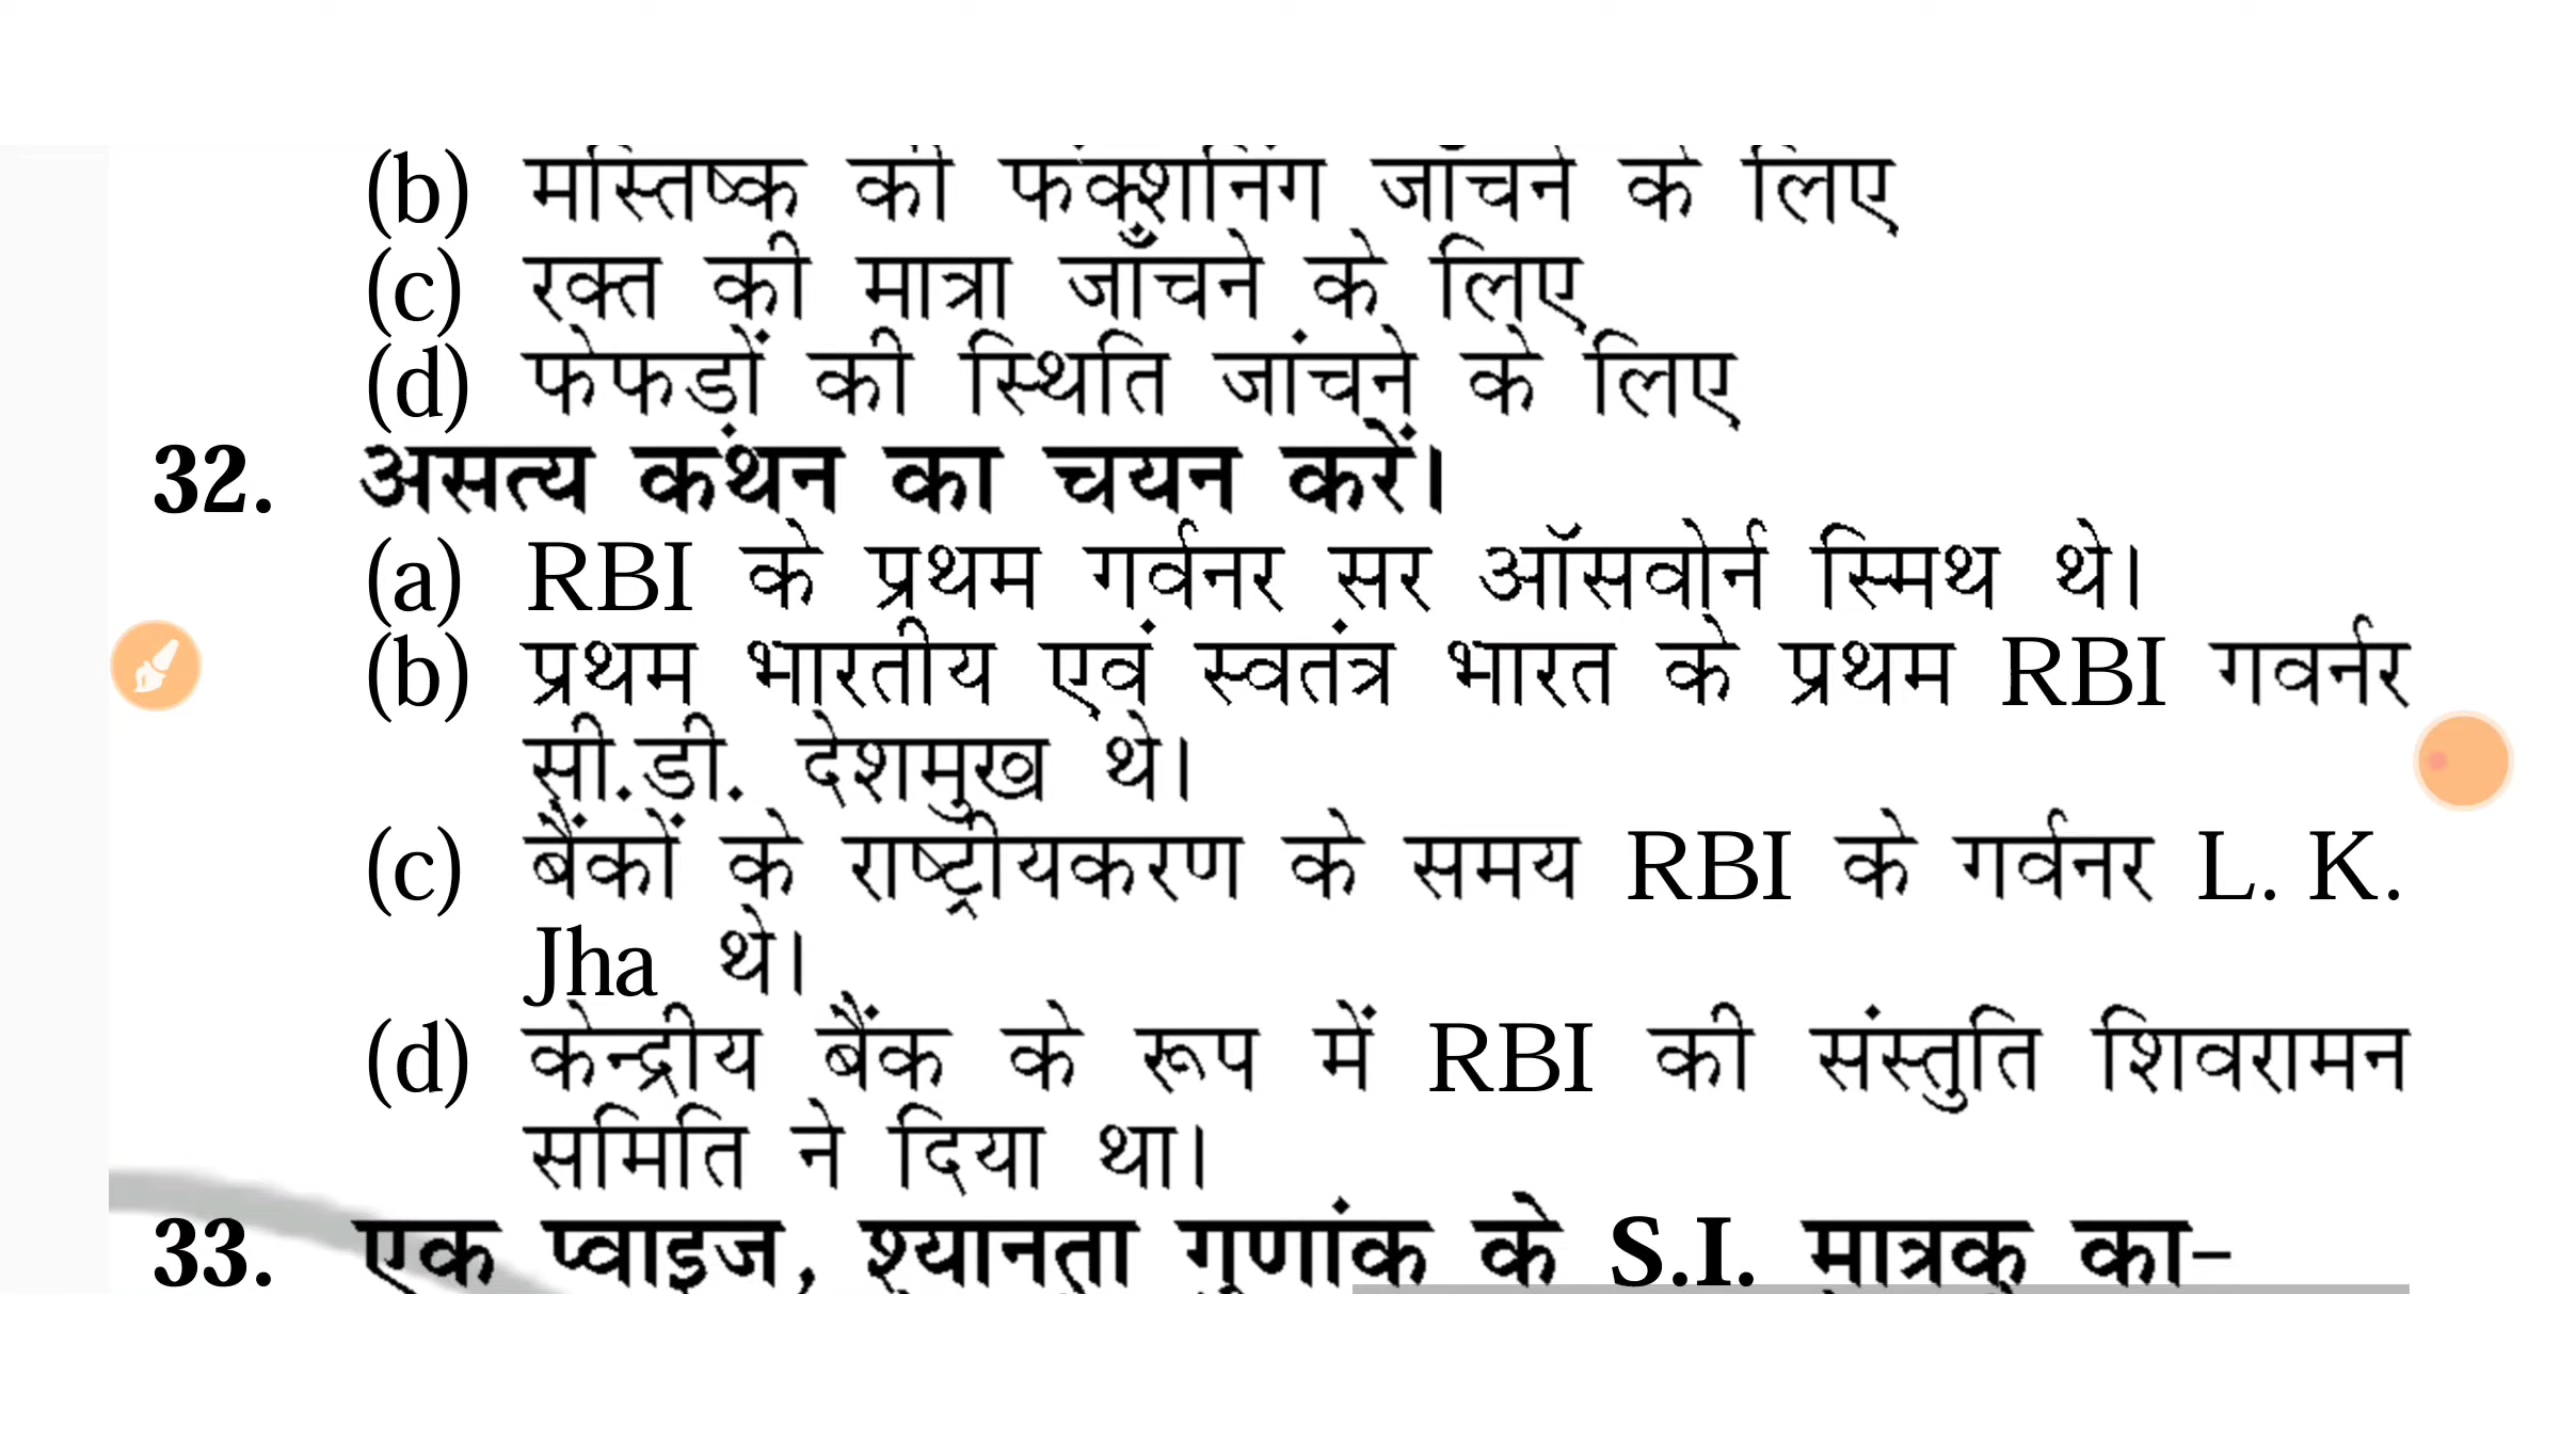 (b) मस्तिष्क की फंक्शनिंग जाँचने के लिए
(c) रक्त की मात्रा जाँचने के लिए
(d) फेफडों की स्थिति जांचने के लिए
32. असत्य कथंन का चयन करें।
(a) RBI के प्रथम गर्वनर सर ऑसवोर्न स्मिथ थे।
(b) प्रथम भारतीय एवं स्वतंत्र भारत के प्रथम RBI गवर्नर
सी.डी. देशमुख थे।
(c) बैंकों के राष्ट्रीयकरण के समय RBI के गर्वनर L. K.
Jha थे।
(d) केन्द्रीय बैंक के रूप में RBI की संस्तुति शिवरामन
समिति ने दिया था।
33. एक प्वाइज, श्यानता गुणांक के S.I. मात्रक का–